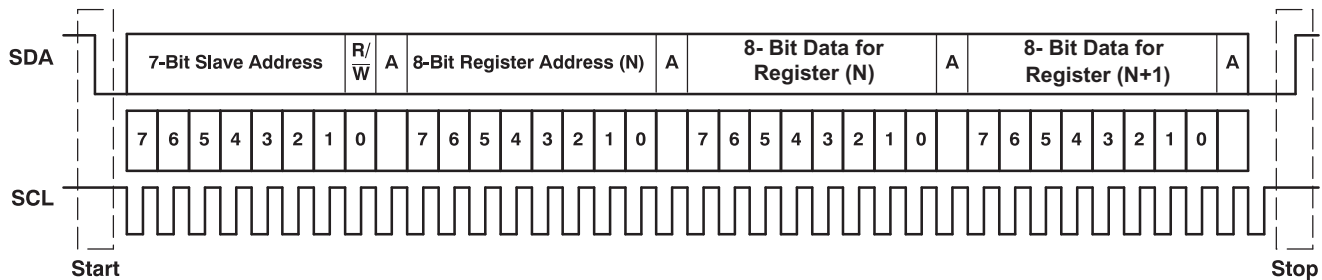 SDA
7-Bit Slave Address R/W A 8-Bit Register Address (N) A 8- Bit Data for Register (N) A 8- Bit Data for Register (N+1) A
7 6 5 4 3 2 1 0 7 6 5 4 3 2 1 0 7 6 5 4 3 2 1 0 7 6 5 4 3 2 1 0
SCL
Start Stop